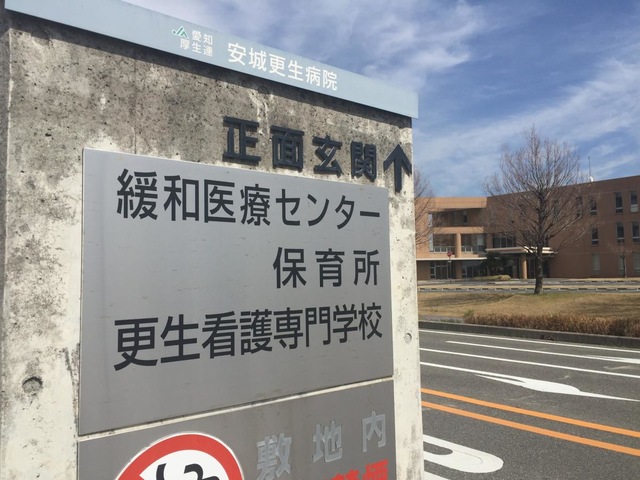 JA 愛知
厚生連
安城更生病院
正面玄関↑
緩和医療センター
保育所
更生看護専門学校
敷地内